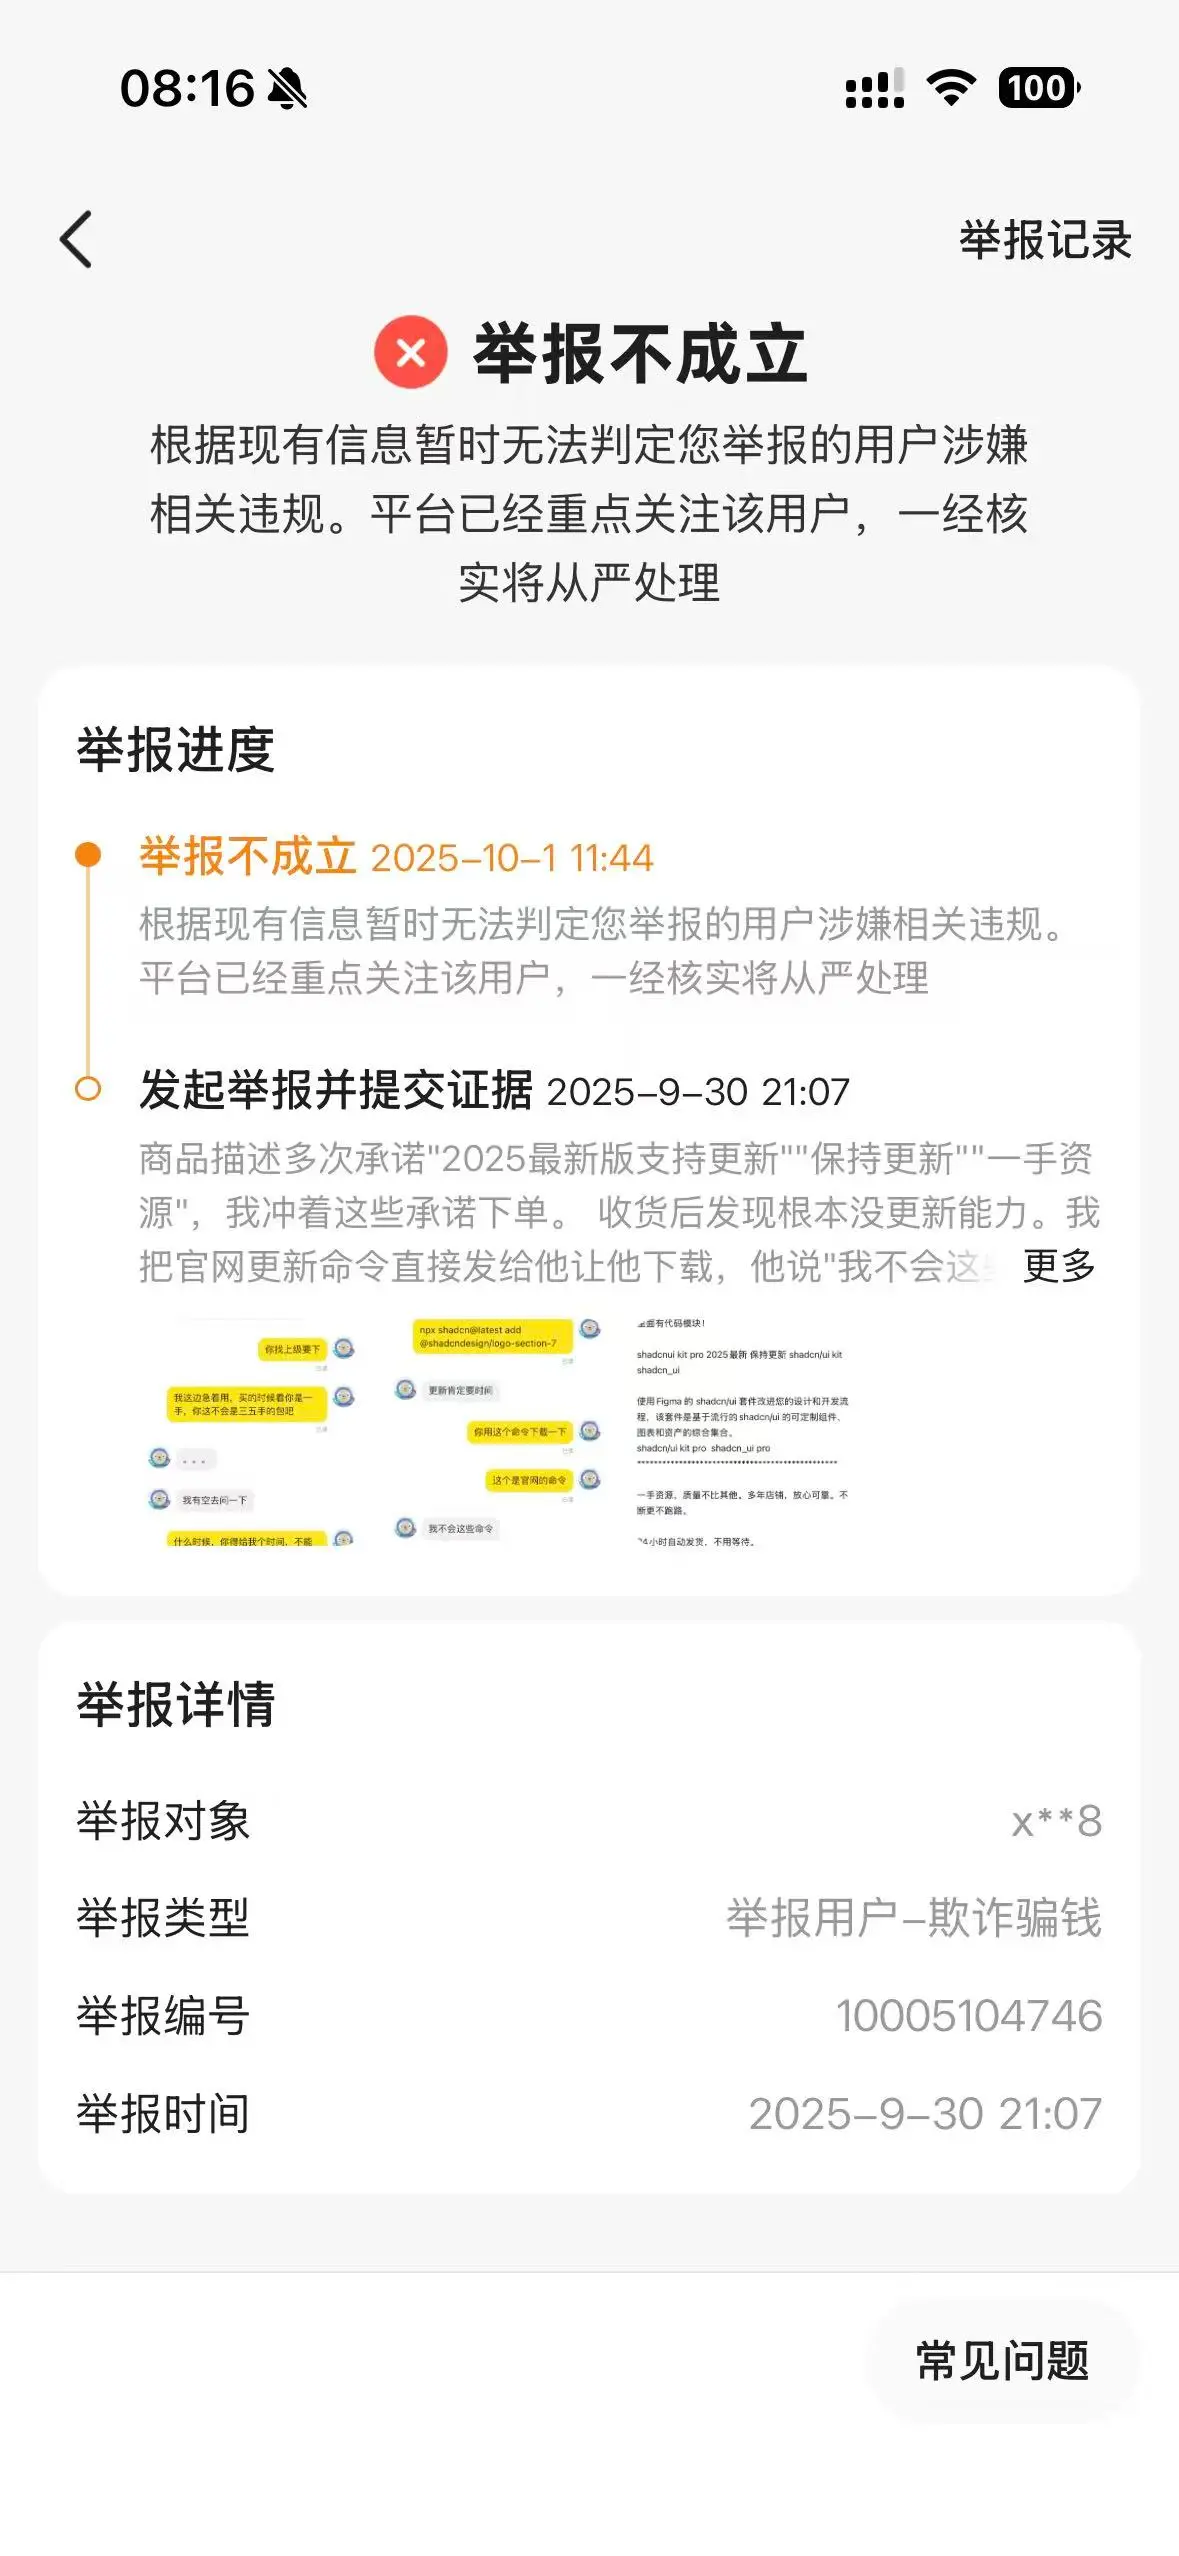 08:16
100
举报记录
举报不成立
根据现有信息暂时无法判定您举报的用户涉嫌
相关违规。平台已经重点关注该用户，一经核
实将从严处理
举报进度
举报不成立 2025-10-1 11:44
根据现有信息暂时无法判定您举报的用户涉嫌相关违规。
平台已经重点关注该用户，一经核实将从严处理
发起举报并提交证据 2025-9-30 21:07
商品描述多次承诺"2025最新版支持更新""保持更新""一手资
源"，我冲着这些承诺下单。 收货后发现根本没更新能力。我
把官网更新命令直接发给他让他下载，他说"我不会这 更多
你找上级要下
我这边急着用，买的时候看你是一
手，你这不会是三五手的包吧
...
我有空去问一下
什么时候，你得给我个时间，不能
npx shadcn@latest add
@shadcndesign/logo-section-7
更新肯定要时间
你用这个命令下载一下
这个是官网的命令
我不会这些命令
面有代码模块！
shadcnui kit pro 2025最新 保持更新 shadcn/ui kit
shadcn_ui
使用 Figma 的 shadcn/ui 套件改进您的设计和开发流
程，该套件是基于流行的 shadcn/ui 的可定制组件、
图表和资产的综合集合。
shadcn/ui kit pro shadcn_ui pro
一手资源，质量不比其他。多年店铺，放心可靠。不
断更不跑路。
24小时自动发货，不用等待。
举报详情
举报对象 x**8
举报类型 举报用户-欺诈骗钱
举报编号 10005104746
举报时间 2025-9-30 21:07
常见问题